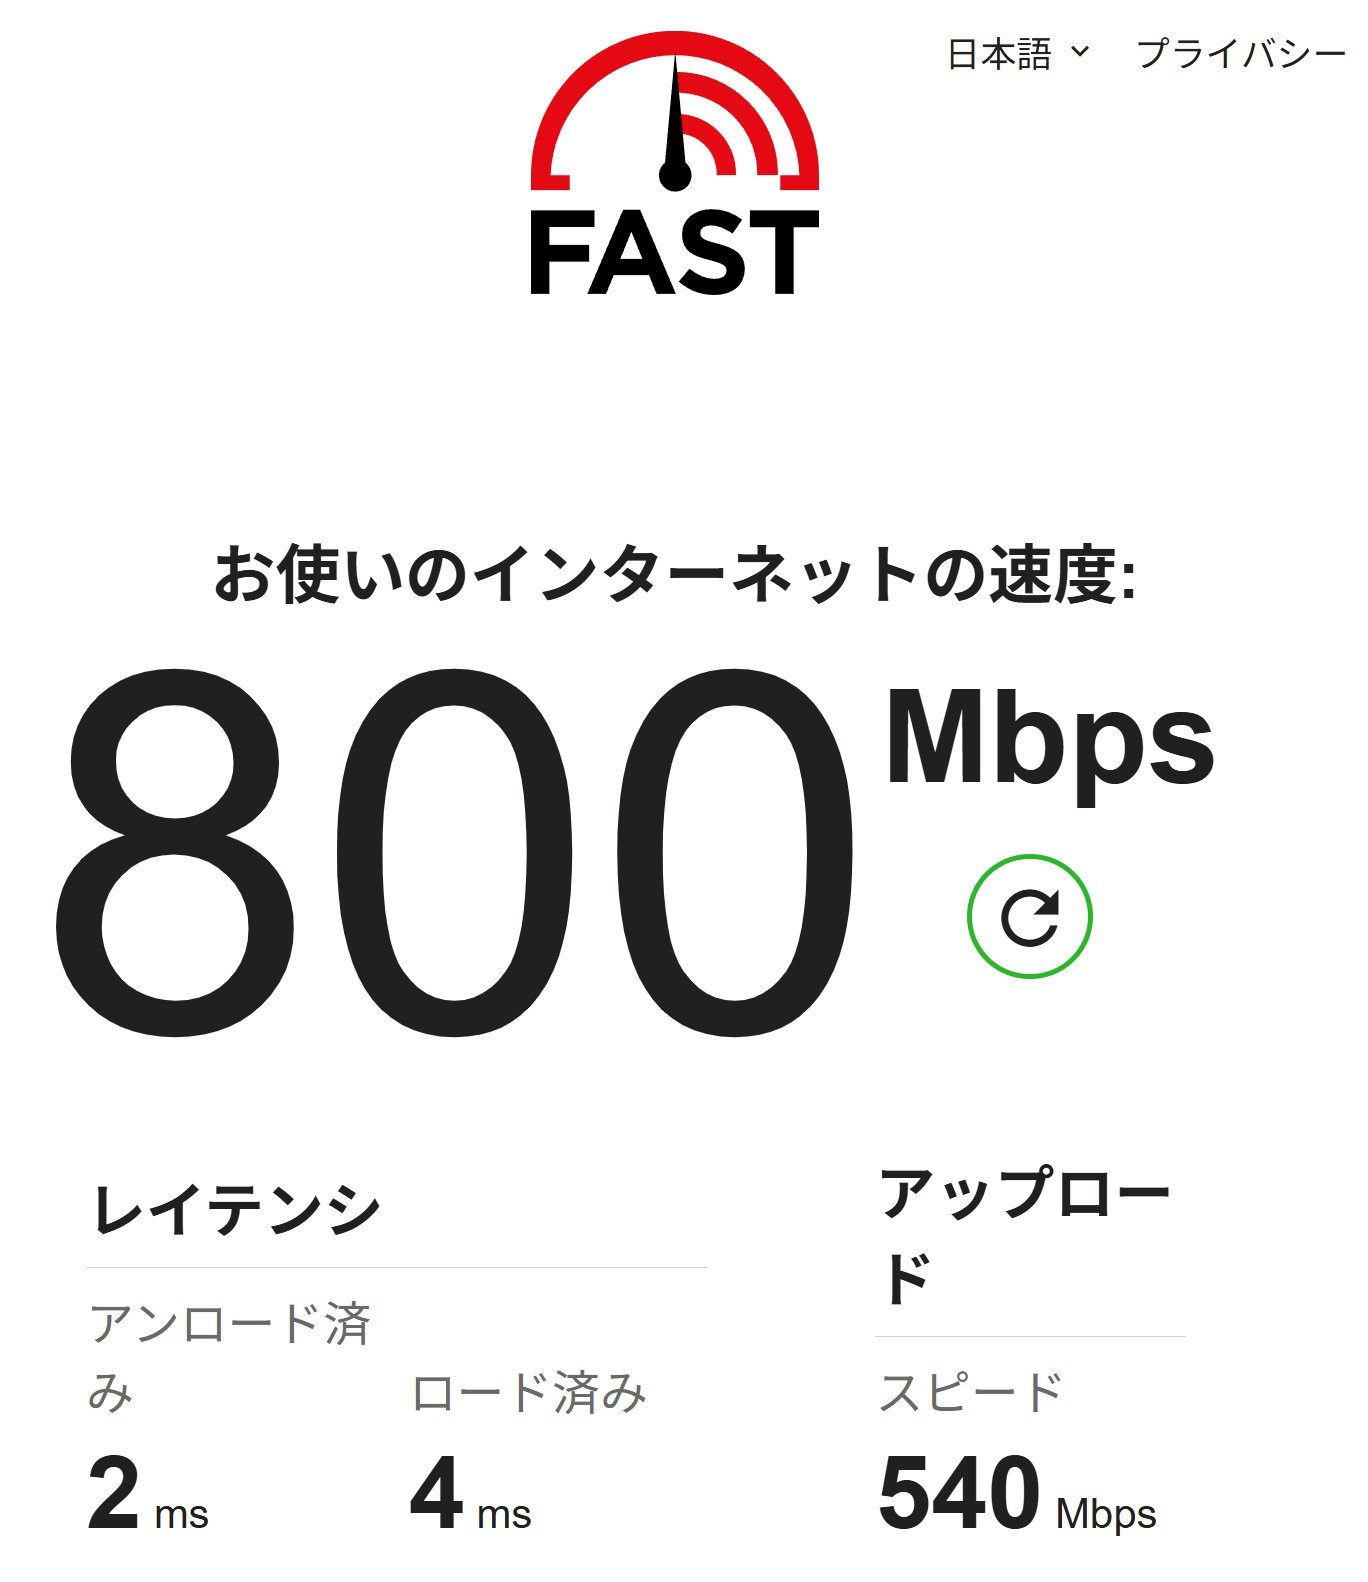 日本語 プライバシー
FAST
お使いのインターネットの速度:
800 Mbps
レイテンシ
アンロード済
み
ロード済み
2 ms
4 ms
アップロー
ド
スピード
540 Mbps